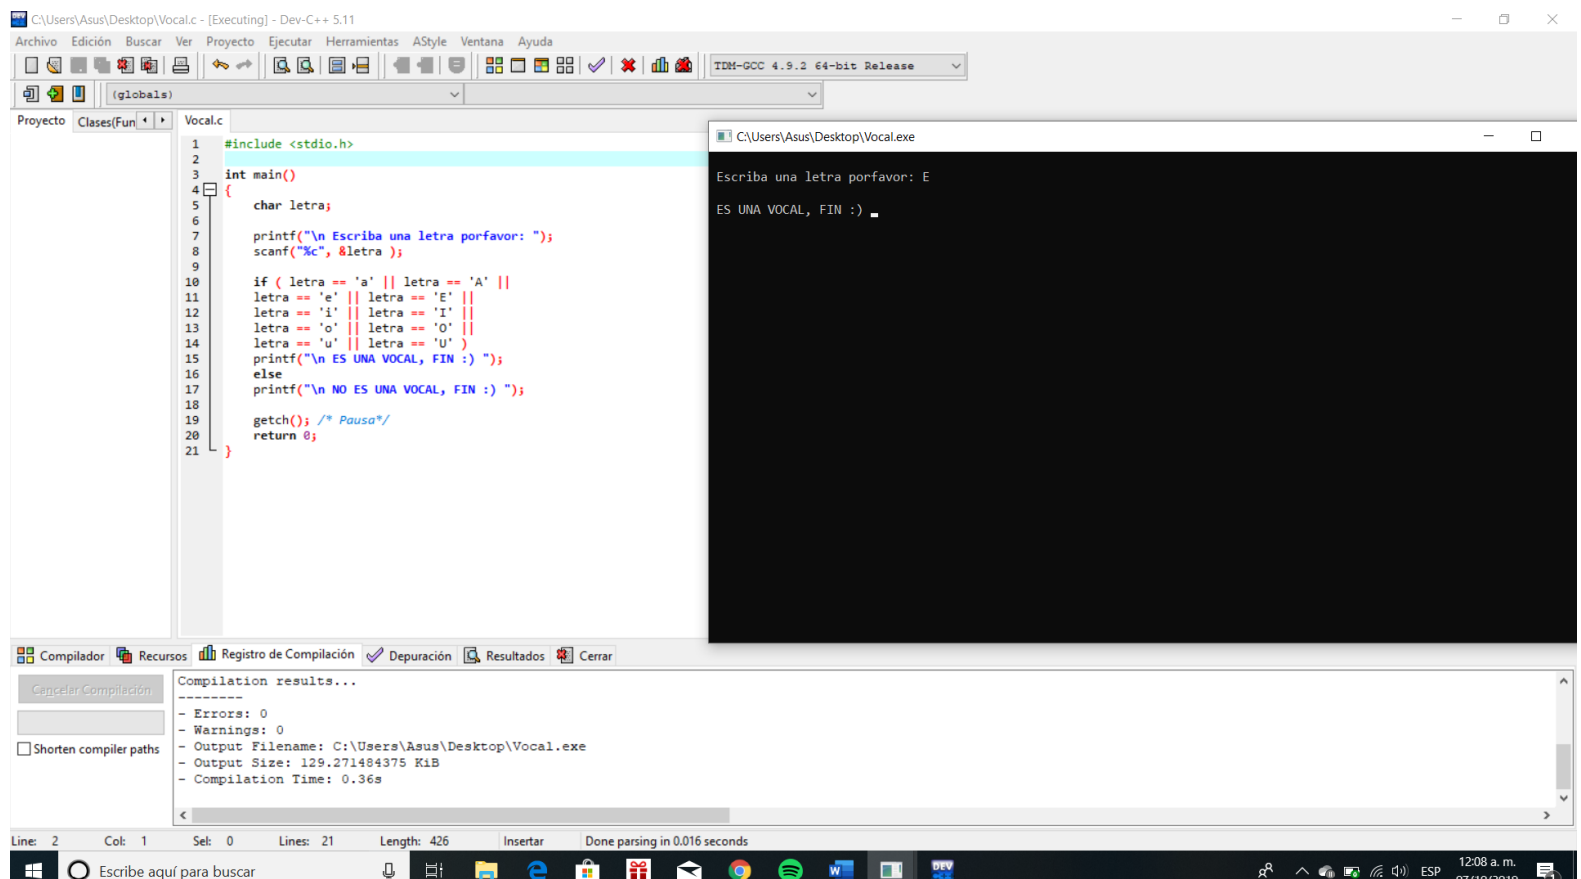 C:\Users\Asus\Desktop\Vocal.c - [Executing] - Dev-C++ 5.11
Archivo Edición Buscar Ver Proyecto Ejecutar Herramientas AStyle Ventana Ayuda
TDM-GCC 4.9.2 64-bit Release
(globals)
Proyecto Clases(Fun Vocal.c
1 #include <stdio.h>
2
3 int main()
4 {
5 char letra;
6
7 printf("\n Escriba una letra porfavor: ");
8 scanf("%c", &letra );
9
10 if ( letra == 'a' || letra == 'A' ||
11 letra == 'e' || letra == 'E' ||
12 letra == 'i' || letra == 'I' ||
13 letra == 'o' || letra == 'O' ||
14 letra == 'u' || letra == 'U' )
15 printf("\n ES UNA VOCAL, FIN :) ");
16 else
17 printf("\n NO ES UNA VOCAL, FIN :) ");
18
19 getch(); /* Pausa*/
20 return 0;
21 }
C:\Users\Asus\Desktop\Vocal.exe
Escriba una letra porfavor: E
ES UNA VOCAL, FIN :)
Compilador Recursos Registro de Compilación Depuración Resultados Cerrar
Cancelar Compilación
Shorten compiler paths
Compilation results...
--------
- Errors: 0
- Warnings: 0
- Output Filename: C:\Users\Asus\Desktop\Vocal.exe
- Output Size: 129.271484375 KiB
- Compilation Time: 0.36s
Line: 2 Col: 1 Sel: 0 Lines: 21 Length: 426 Insertar Done parsing in 0.016 seconds
Escribe aquí para buscar
DEV
ESP
12:08 a. m.